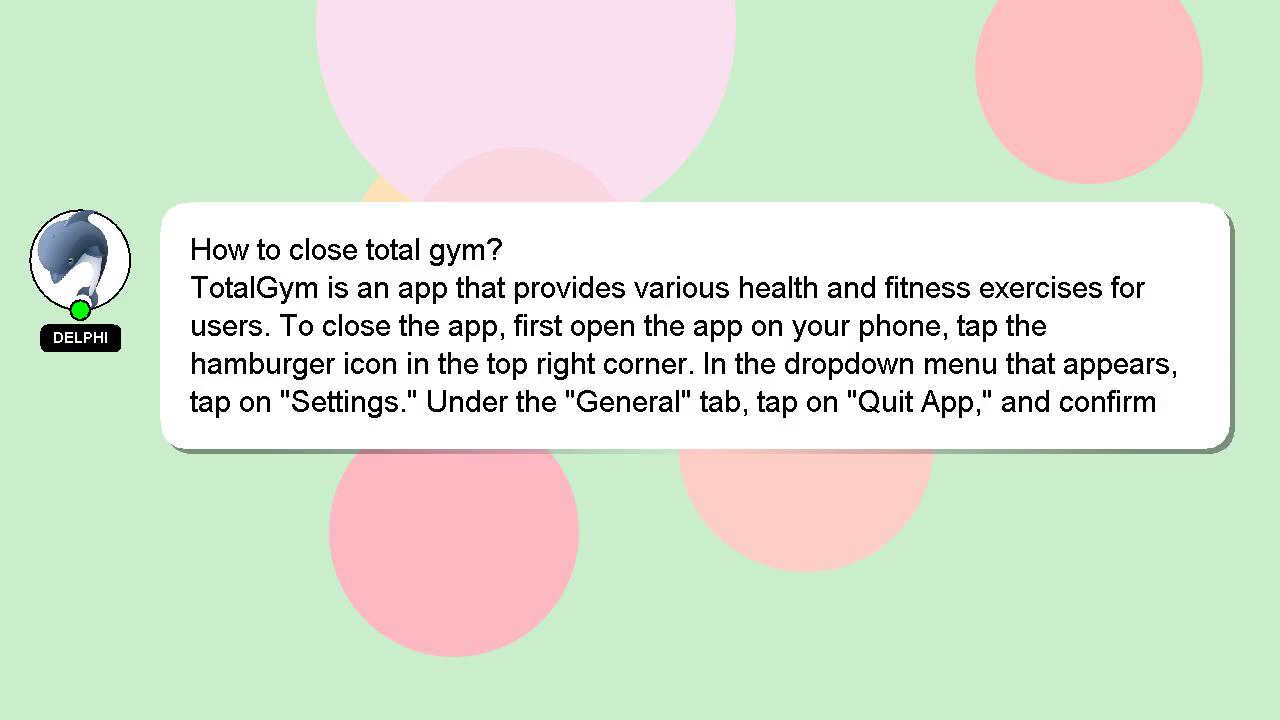 How to close total gym?
TotalGym is an app that provides various health and fitness exercises for
users. To close the app, first open the app on your phone, tap the
hamburger icon in the top right corner. In the dropdown menu that appears,
tap on "Settings." Under the "General" tab, tap on "Quit App," and confirm
DELPHI